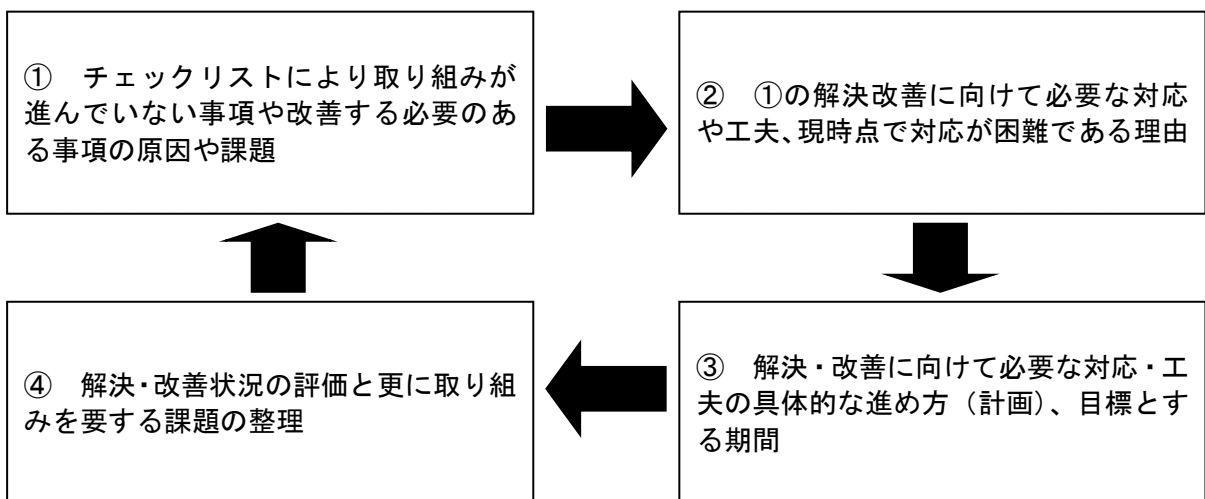 ① チェックリストにより取り組みが
進んでいない事項や改善する必要のあ
る事項の原因や課題
② ①の解決改善に向けて必要な対応
や工夫、現時点で対応が困難である理由
③ 解決・改善に向けて必要な対応・工
夫の具体的な進め方（計画）、目標とす
る期間
④ 解決・改善状況の評価と更に取り組
みを要する課題の整理